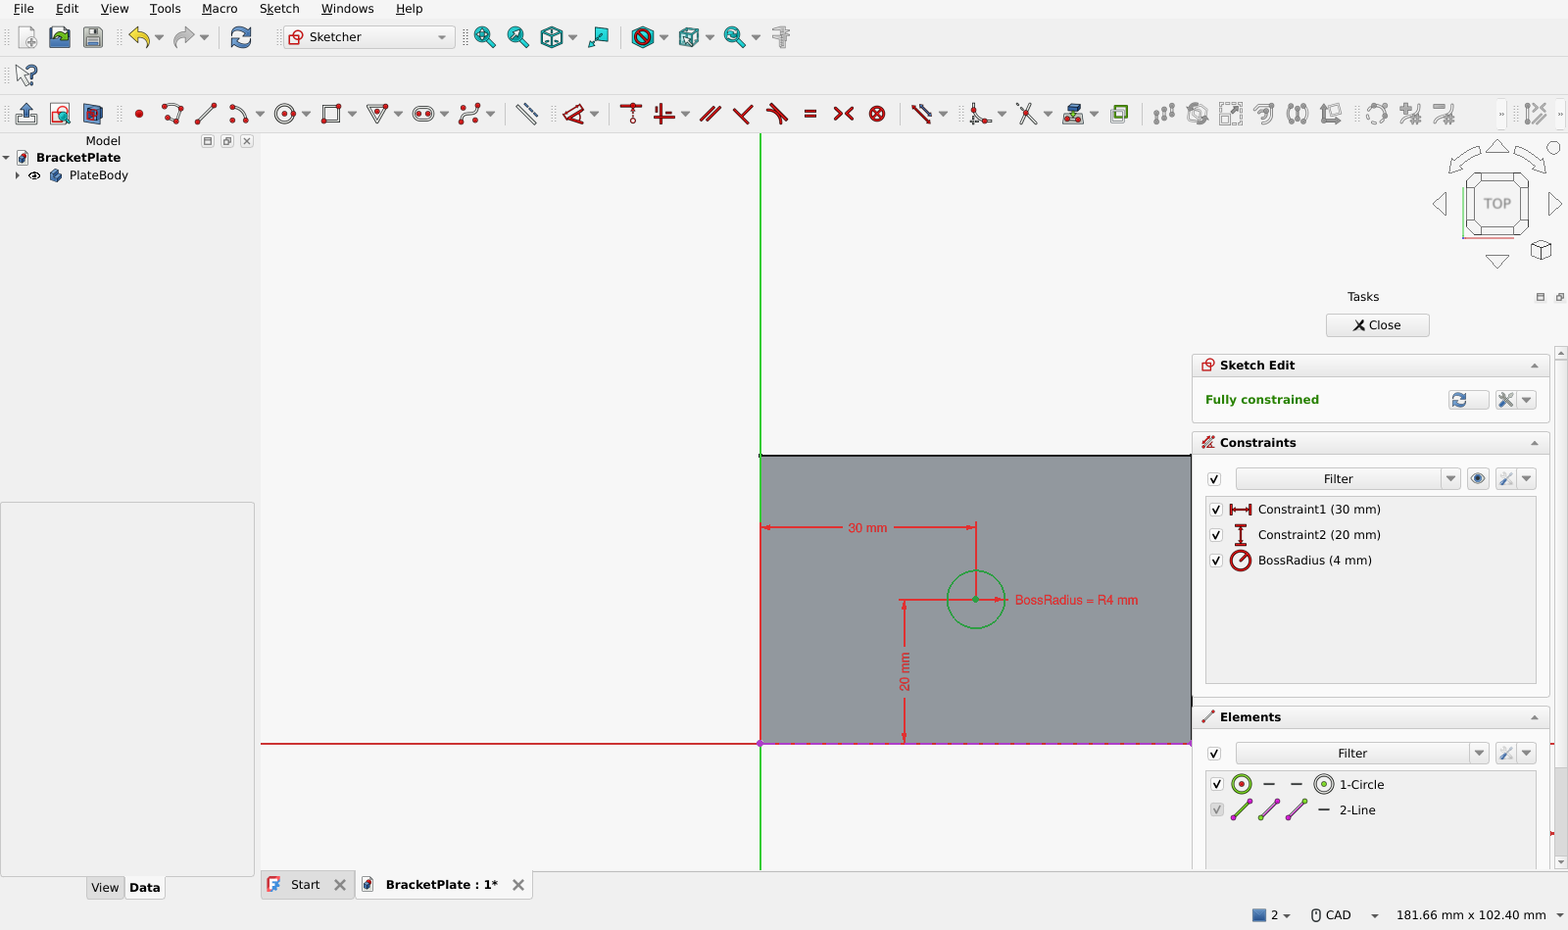 File Edit View Tools Macro Sketch Windows Help
Sketcher
Model
BracketPlate
PlateBody
TOP
Tasks
Close
Sketch Edit
Fully constrained
Constraints
Filter
Constraint1 (30 mm)
Constraint2 (20 mm)
BossRadius (4 mm)
30 mm
BossRadius = R4 mm
20 mm
Elements
Filter
1-Circle
2-Line
View Data
Start
BracketPlate : 1*
2
CAD
181.66 mm x 102.40 mm